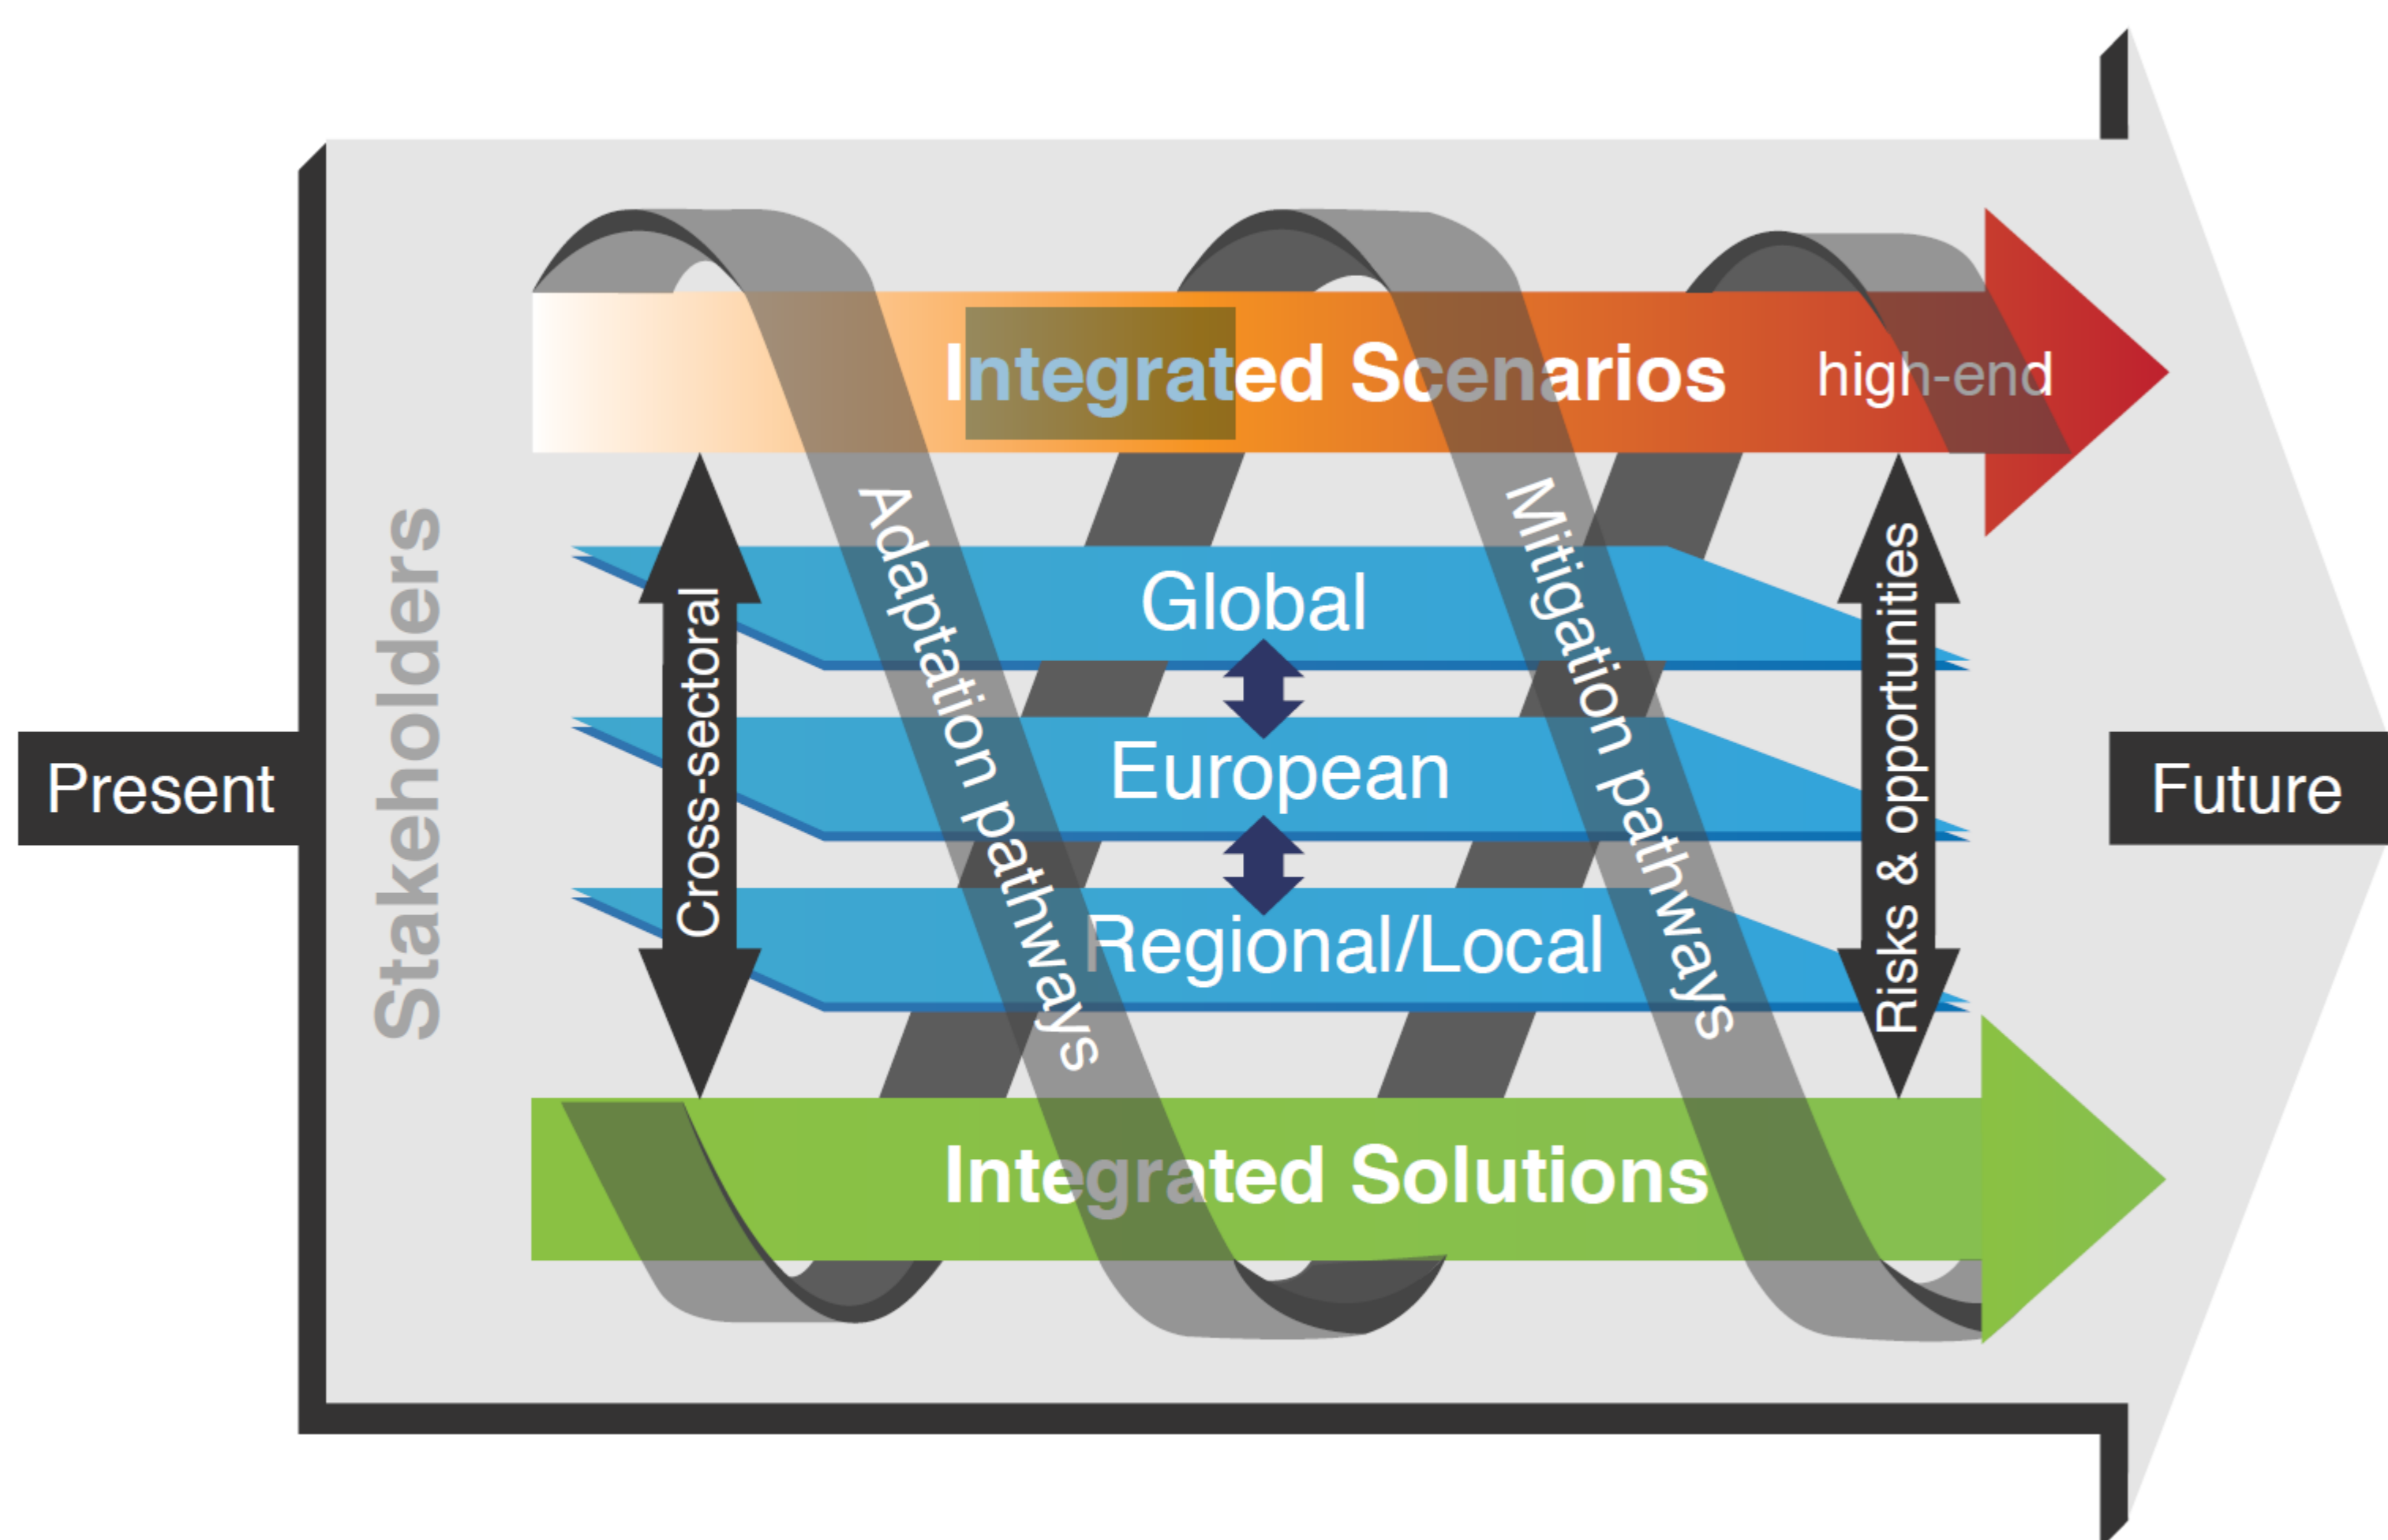 Integrated Scenarios
high-end
Stakeholders
Present
Cross-sectoral
Adaptation pathways
Global
European
Regional/Local
Mitigation pathways
Risks & opportunities
Future
Integrated Solutions